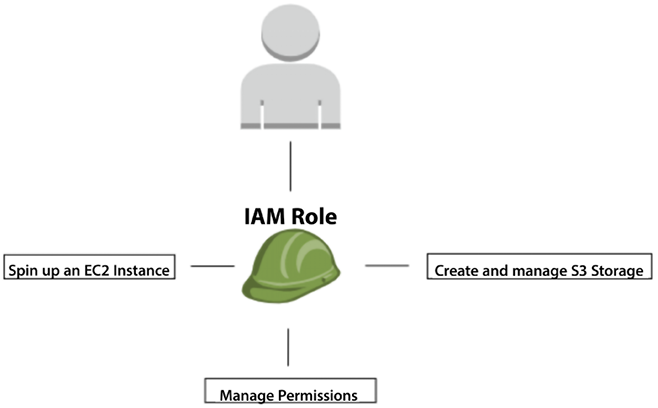 IAM Role
Spin up an EC2 Instance
Create and manage S3 Storage
Manage Permissions